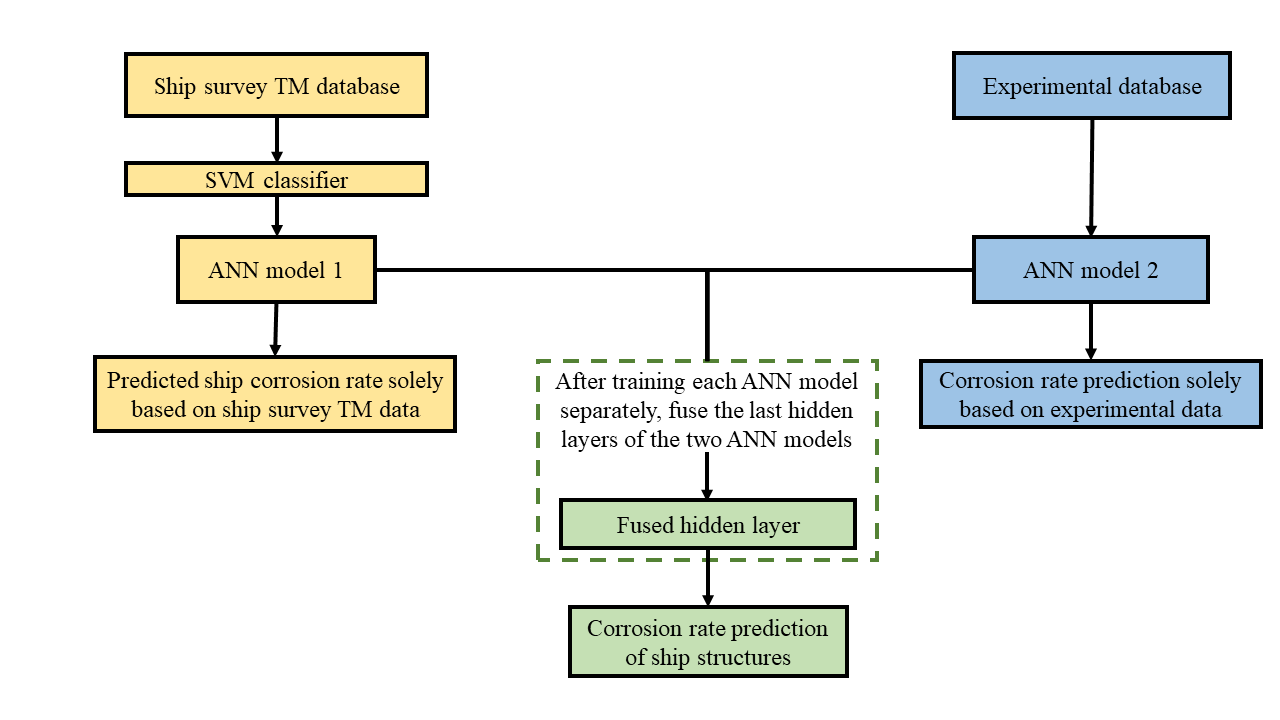 Ship survey TM database
Experimental database
SVM classifier
ANN model 1
ANN model 2
Predicted ship corrosion rate solely
based on ship survey TM data
After training each ANN model
separately, fuse the last hidden
layers of the two ANN models
Corrosion rate prediction solely
based on experimental data
Fused hidden layer
Corrosion rate prediction
of ship structures